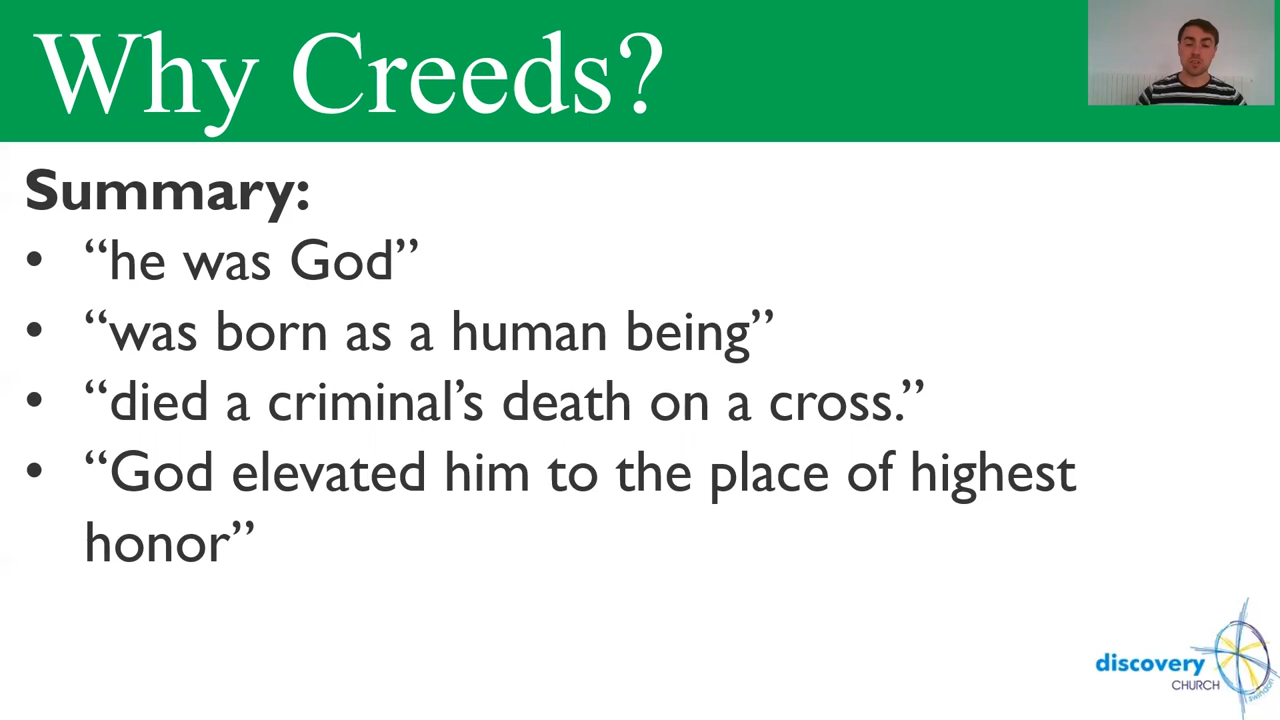 Why Creeds?
Summary:
• “he was God”
• “was born as a human being”
• “died a criminal’s death on a cross.”
• “God elevated him to the place of highest
honor”
discovery
CHURCH
swindon